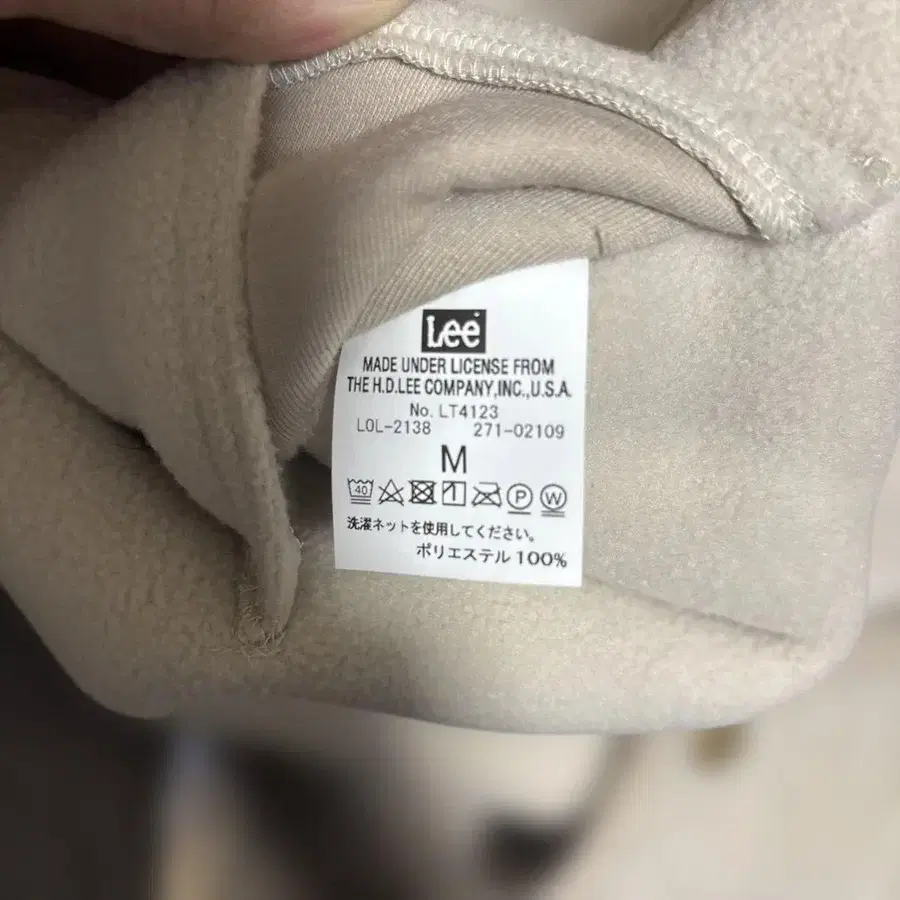 Lee
MADE UNDER LICENSE FROM
THE H.D.LEE COMPANY,INC.,U.S.A.
No. LT4123
LOL-2138 271-02109
M
40 P W
洗濯ネットを使用してください。
ポリエステル 100%